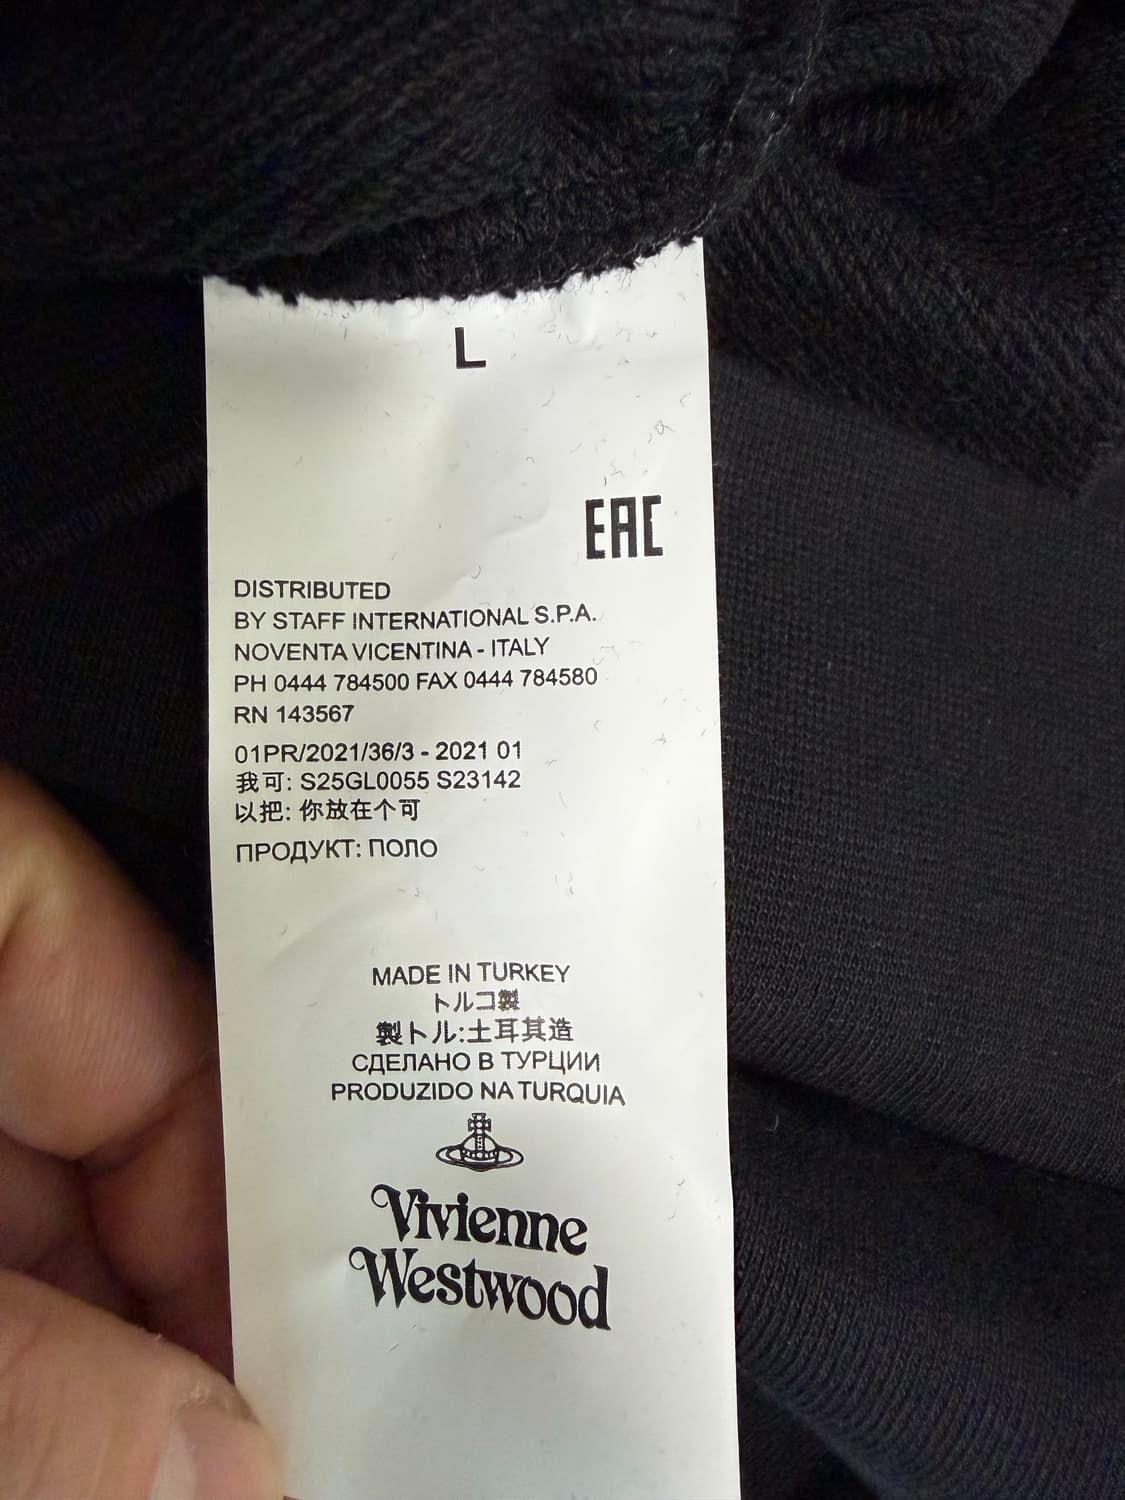 L
EAC
DISTRIBUTED
BY STAFF INTERNATIONAL S.P.A.
NOVENTA VICENTINA - ITALY
PH 0444 784500 FAX 0444 784580
RN 143567
01PR/2021/36/3 - 2021 01
我可: S25GL0055 S23142
以把: 你放在个可
ПРОДУКТ: ПОЛО
MADE IN TURKEY
トルコ製
製トル:土耳其造
СДЕЛАНО В ТУРЦИИ
PRODUZIDO NA TURQUIA
Vivienne
Westwood